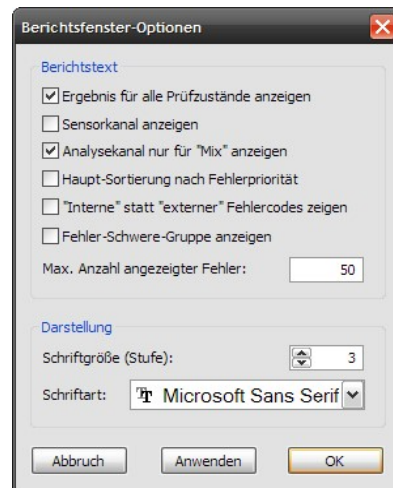 Berichtsfenster-Optionen
Berichtstext
Ergebnis für alle Prüfzustände anzeigen
Sensorkanal anzeigen
Analysekanal nur für "Mix" anzeigen
Haupt-Sortierung nach Fehlerpriorität
"Interne" statt "externer" Fehlercodes zeigen
Fehler-Schwere-Gruppe anzeigen
Max. Anzahl angezeigter Fehler: 50
Darstellung
Schriftgröße (Stufe): 3
Schriftart: Microsoft Sans Serif
Abbruch Anwenden OK